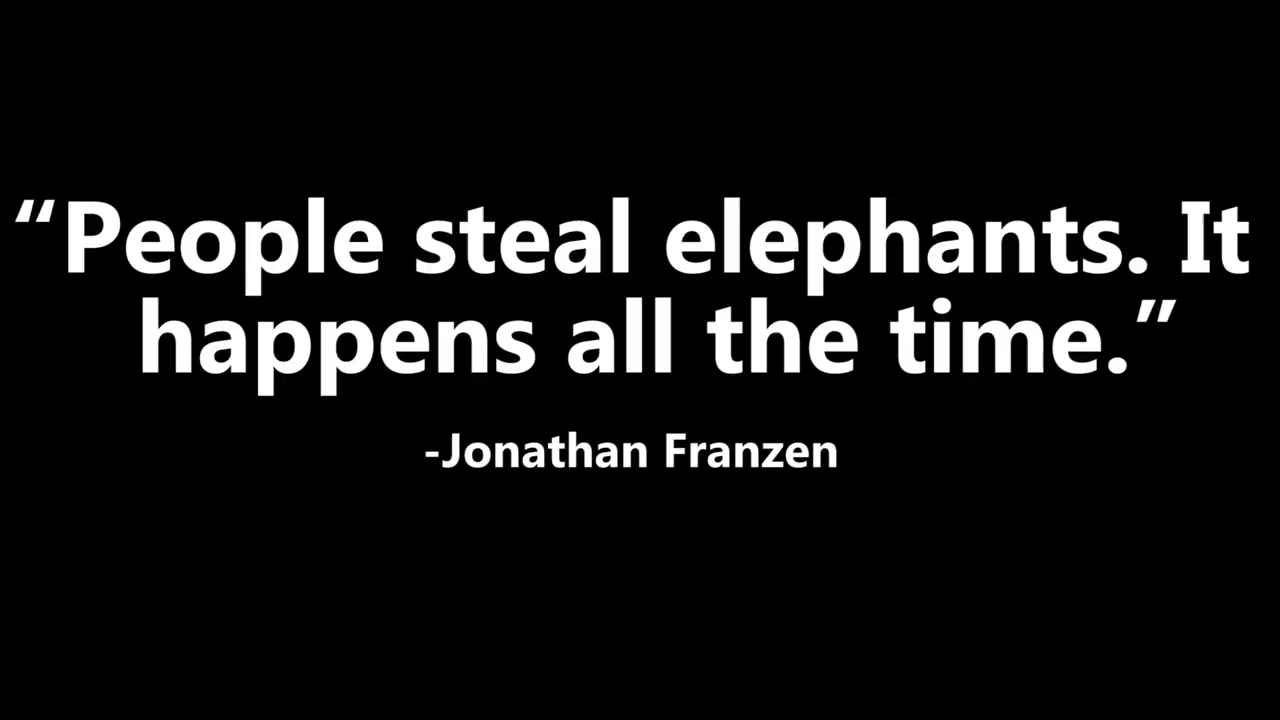 “People steal elephants. It
happens all the time.”
-Jonathan Franzen